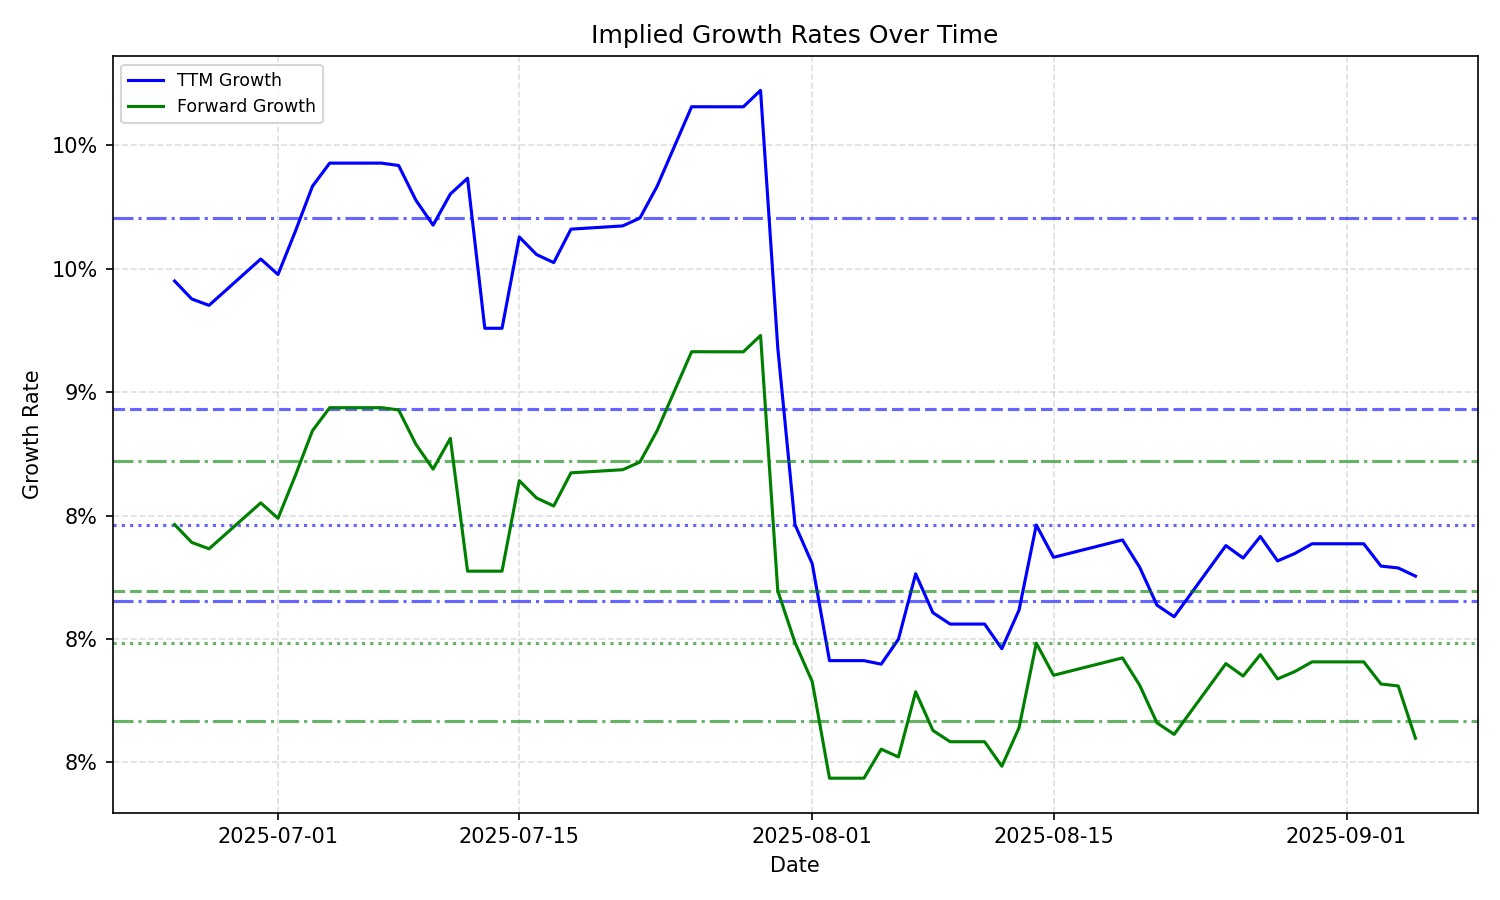 Implied Growth Rates Over Time
TTM Growth
Forward Growth
10%
10%
9%
8%
8%
8%
Growth Rate
2025-07-01
2025-07-15
2025-08-01
2025-08-15
2025-09-01
Date